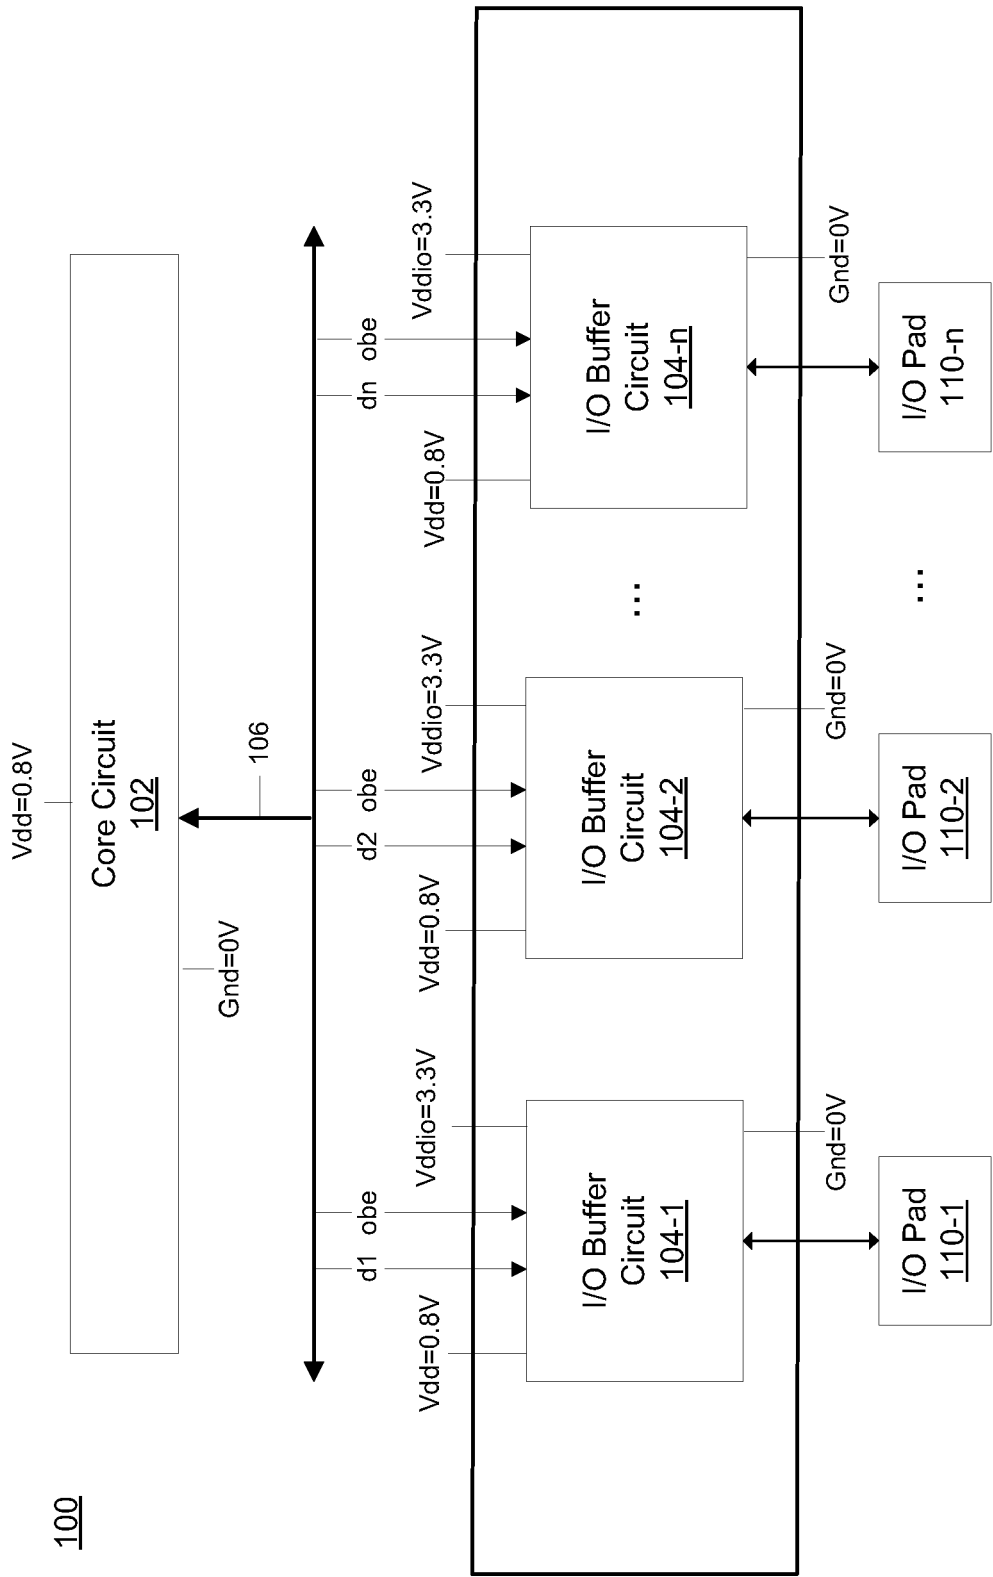 100
Vdd=0.8V
Core Circuit
102
Gnd=0V
106
d1
obe
d2
obe
dn
obe
Vdd=0.8V
Vddio=3.3V
Vdd=0.8V
Vddio=3.3V
Vdd=0.8V
Vddio=3.3V
I/O Buffer
Circuit
104-1
I/O Buffer
Circuit
104-2
...
I/O Buffer
Circuit
104-n
Gnd=0V
Gnd=0V
Gnd=0V
I/O Pad
110-1
I/O Pad
110-2
...
I/O Pad
110-n